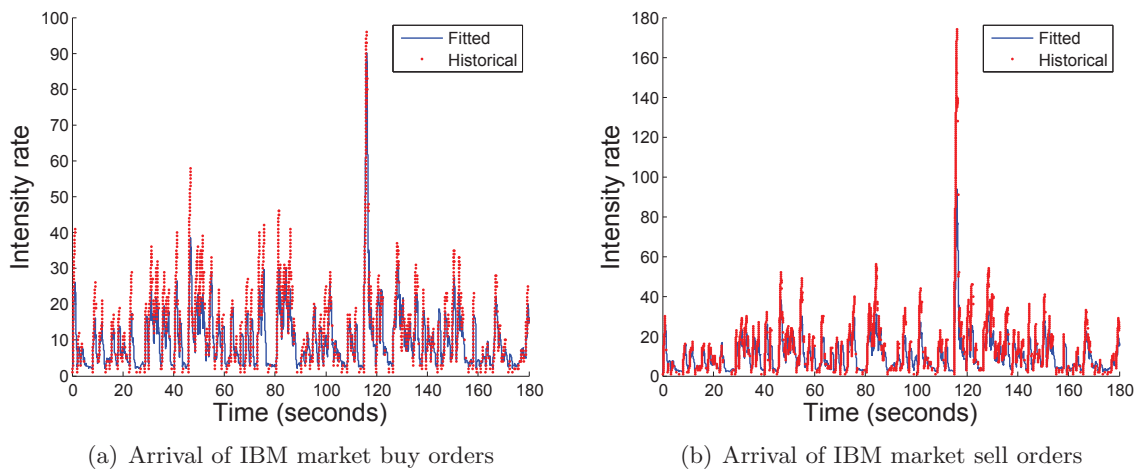 100
90
80
70
60
50
40
30
20
10
0
Intensity rate
Fitted
Historical
0 20 40 60 80 100 120 140 160 180
Time (seconds)
(a) Arrival of IBM market buy orders
180
160
140
120
100
80
60
40
20
0
Intensity rate
Fitted
Historical
0 20 40 60 80 100 120 140 160 180
Time (seconds)
(b) Arrival of IBM market sell orders